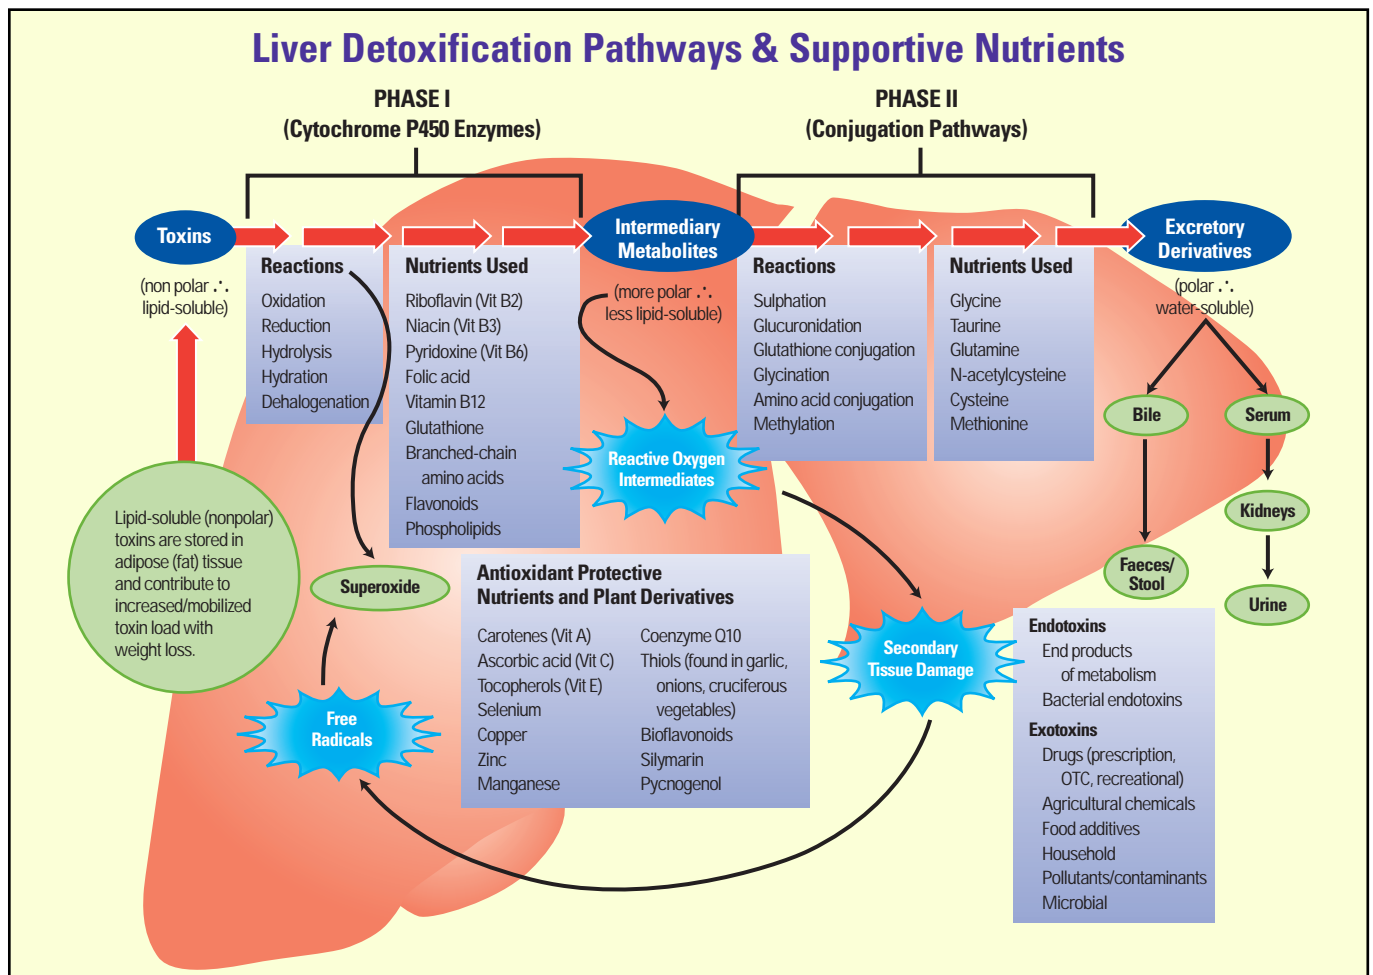 Liver Detoxification Pathways & Supportive Nutrients
PHASE I
(Cytochrome P450 Enzymes)
PHASE II
(Conjugation Pathways)
Toxins
(non polar ∴
lipid-soluble)
Reactions
Oxidation
Reduction
Hydrolysis
Hydration
Dehalogenation
Nutrients Used
Riboflavin (Vit B2)
Niacin (Vit B3)
Pyridoxine (Vit B6)
Folic acid
Vitamin B12
Glutathione
Branched-chain
amino acids
Flavonoids
Phospholipids
Intermediary
Metabolites
(more polar ∴
less lipid-soluble)
Reactions
Sulphation
Glucuronidation
Glutathione conjugation
Glycination
Amino acid conjugation
Methylation
Nutrients Used
Glycine
Taurine
Glutamine
N-acetylcysteine
Cysteine
Methionine
Excretory
Derivatives
(polar ∴
water-soluble)
Bile
Serum
Kidneys
Faeces/
Stool
Urine
Reactive Oxygen
Intermediates
Lipid-soluble (nonpolar)
toxins are stored in
adipose (fat) tissue
and contribute to
increased/mobilized
toxin load with
weight loss.
Superoxide
Free
Radicals
Antioxidant Protective
Nutrients and Plant Derivatives
Carotenes (Vit A)
Ascorbic acid (Vit C)
Tocopherols (Vit E)
Selenium
Copper
Zinc
Manganese
Coenzyme Q10
Thiols (found in garlic,
onions, cruciferous
vegetables)
Bioflavonoids
Silymarin
Pycnogenol
Secondary
Tissue Damage
Endotoxins
End products
of metabolism
Bacterial endotoxins
Exotoxins
Drugs (prescription,
OTC, recreational)
Agricultural chemicals
Food additives
Household
Pollutants/contaminants
Microbial